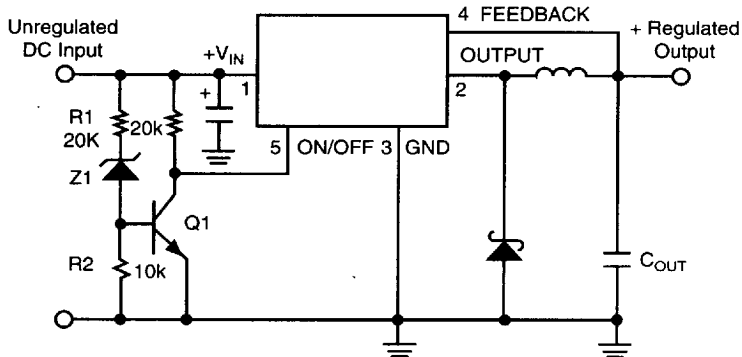 4 FEEDBACK
Unregulated
DC Input
+ Regulated
Output
+V_IN
OUTPUT
1
2
+
R1
20K
20k
5 ON/OFF 3 GND
Z1
Q1
R2
10k
C_OUT